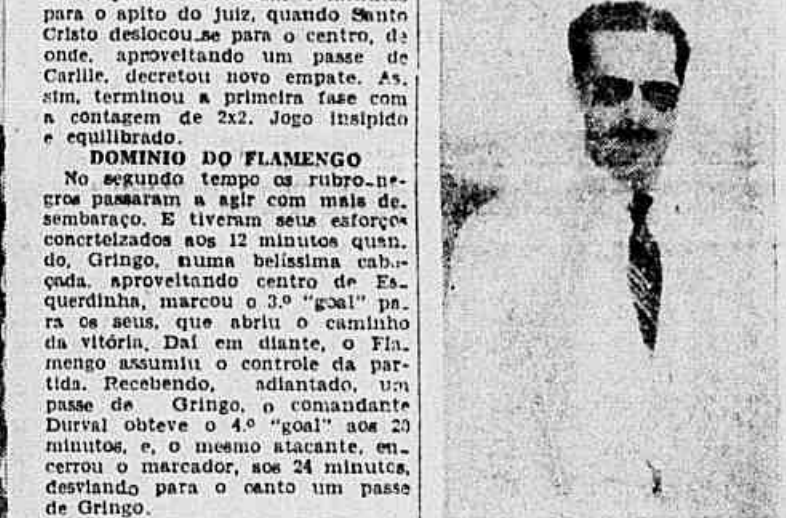 para o apito do juiz, quando Santo
Cristo deslocou-se para o centro, de
onde, aproveitando um passe de
Carlile, decretou novo empate. As-
sim, terminou a primeira fase com
a contagem de 2x2. Jogo insipido
e equilibrado.
DOMINIO DO FLAMENGO
No segundo tempo os rubro-ne-
gros passaram a agir com mais de-
sembaraço. E tiveram seus esforços
concrteizados aos 12 minutos quan-
do, Gringo, numa belissima cabe-
çada, aproveitando centro de Es-
querdinha, marcou o 3.º "goal" pa-
ra os seus, que abriu o caminho
da vitória. Daí em diante, o Fla-
mengo assumiu o controle da par-
tida. Recebendo, adiantado, um
passe de Gringo, o comandante
Durval obteve o 4.º "goal" aos 20
minutos, e, o mesmo atacante, en-
cerrou o marcador, aos 24 minutos,
desviando para o canto um passe
de Gringo.